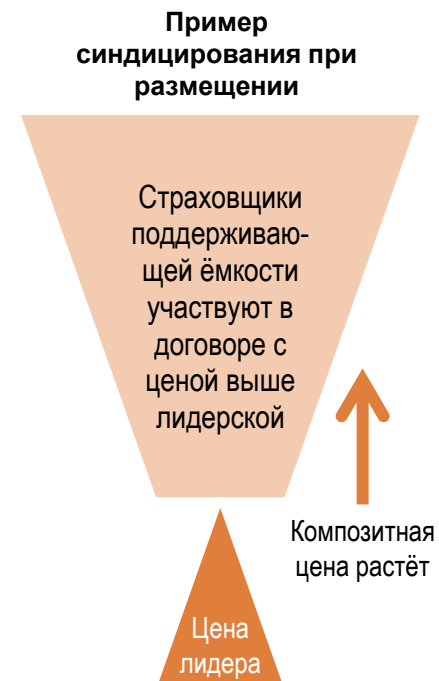 Пример
синдицирования при
размещении
Страховщики
поддерживаю-
щей ёмкости
участвуют в
договоре с
ценой выше
лидерской
Композитная
цена растёт
Цена
лидера